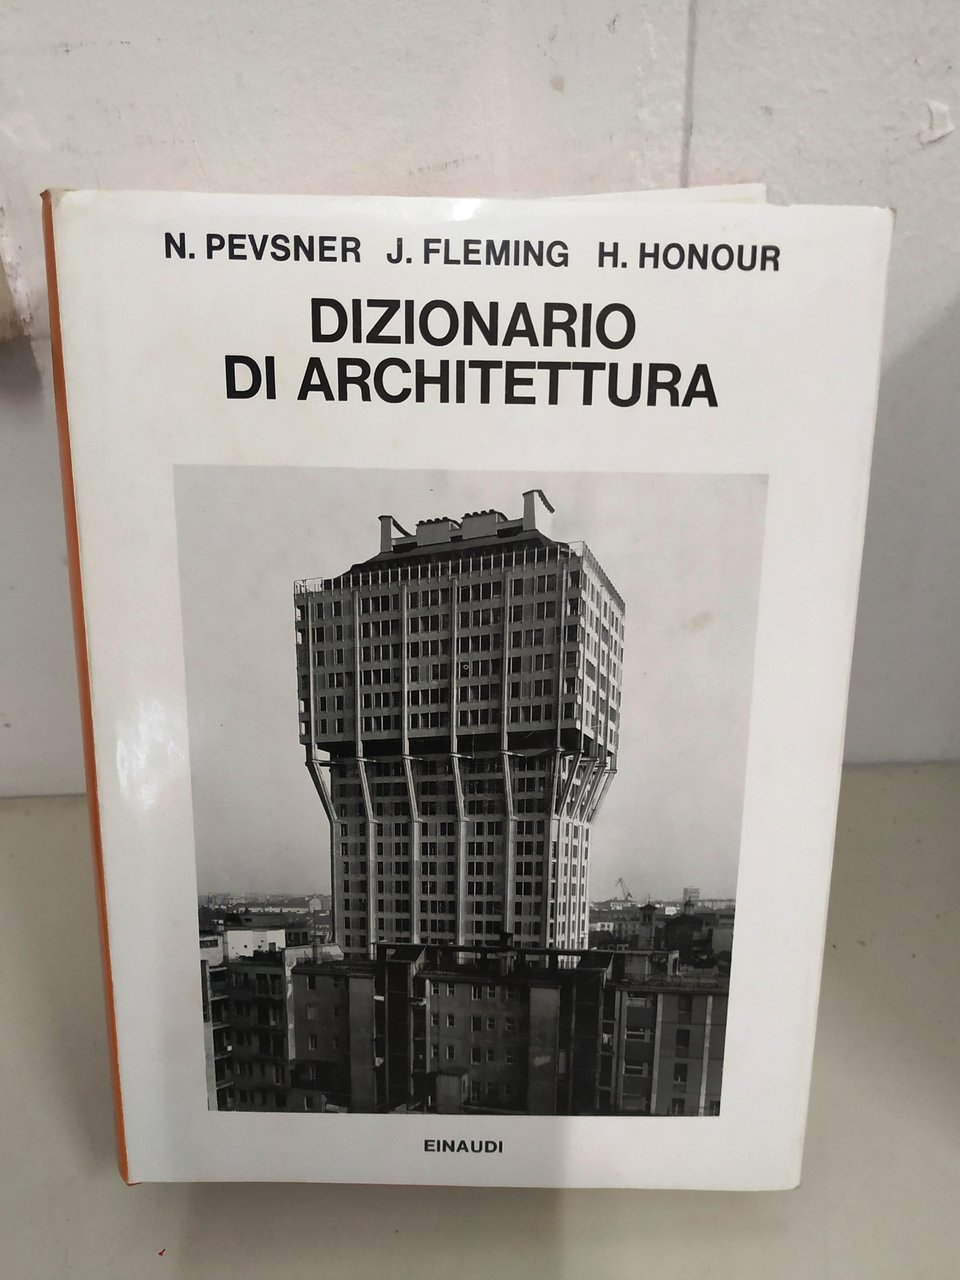 N. PEVSNER J. FLEMING H. HONOUR
DIZIONARIO
DI ARCHITETTURA
EINAUDI